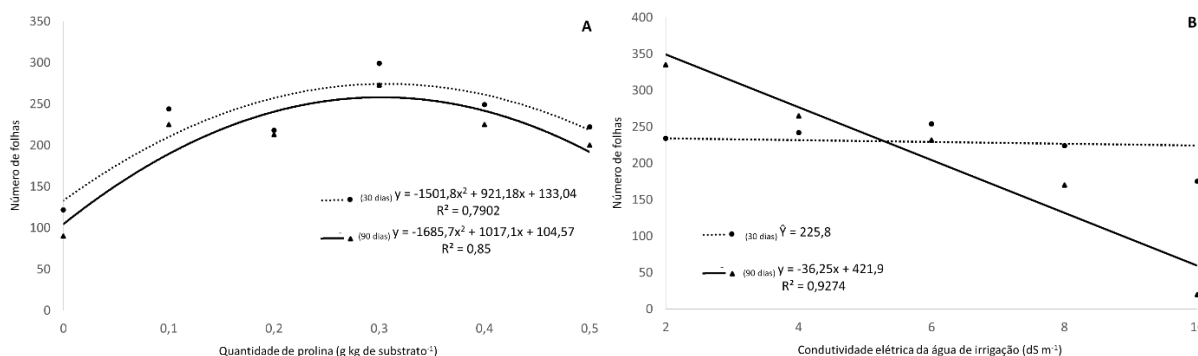 A
350
300
250
200
150
100
50
0
Número de folhas
(30 dias) y = -1501,8x² + 921,18x + 133,04
R² = 0,7902
(90 dias) y = -1685,7x² + 1017,1x + 104,57
R² = 0,85
0 0,1 0,2 0,3 0,4 0,5
Quantidade de prolina (g kg de substrato⁻¹)
B
400
350
300
250
200
150
100
50
0
Número de folhas
(30 dias) Ŷ = 225,8
(90 dias) y = -36,25x + 421,9
R² = 0,9274
2 4 6 8
Condutividade elétrica da água de irrigação (dS m⁻¹)